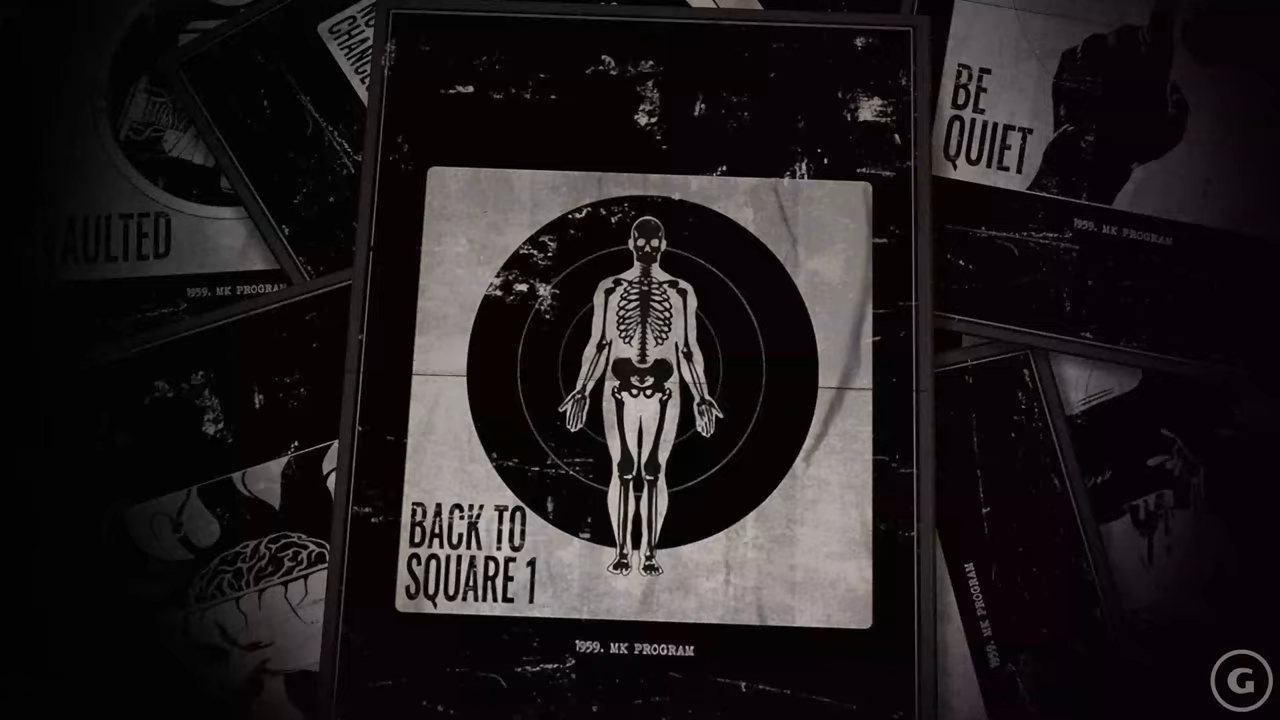 CHANCE
BE
QUIET
VAULTED
1959. MK PROGRAM
1959. MK PROGRAM
BACK TO
SQUARE 1
1959. MK PROGRAM
1959. MK PROGRAM
G